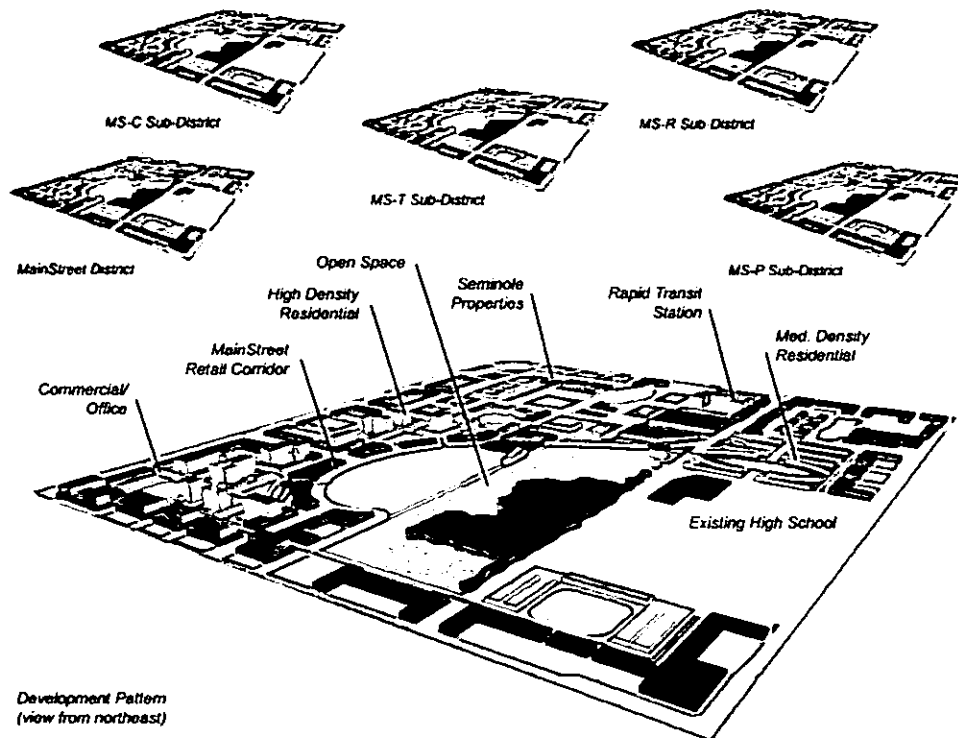 MS-C Sub-District
MS-R Sub-District
MS-T Sub-District
MainStreet District
MS-P Sub-District
Open Space
High Density
Residential
Seminole
Properties
Rapid Transit
Station
MainStreet
Retail Corridor
Med. Density
Residential
Commercial/
Office
Existing High School
Development Pattern
(view from northeast)